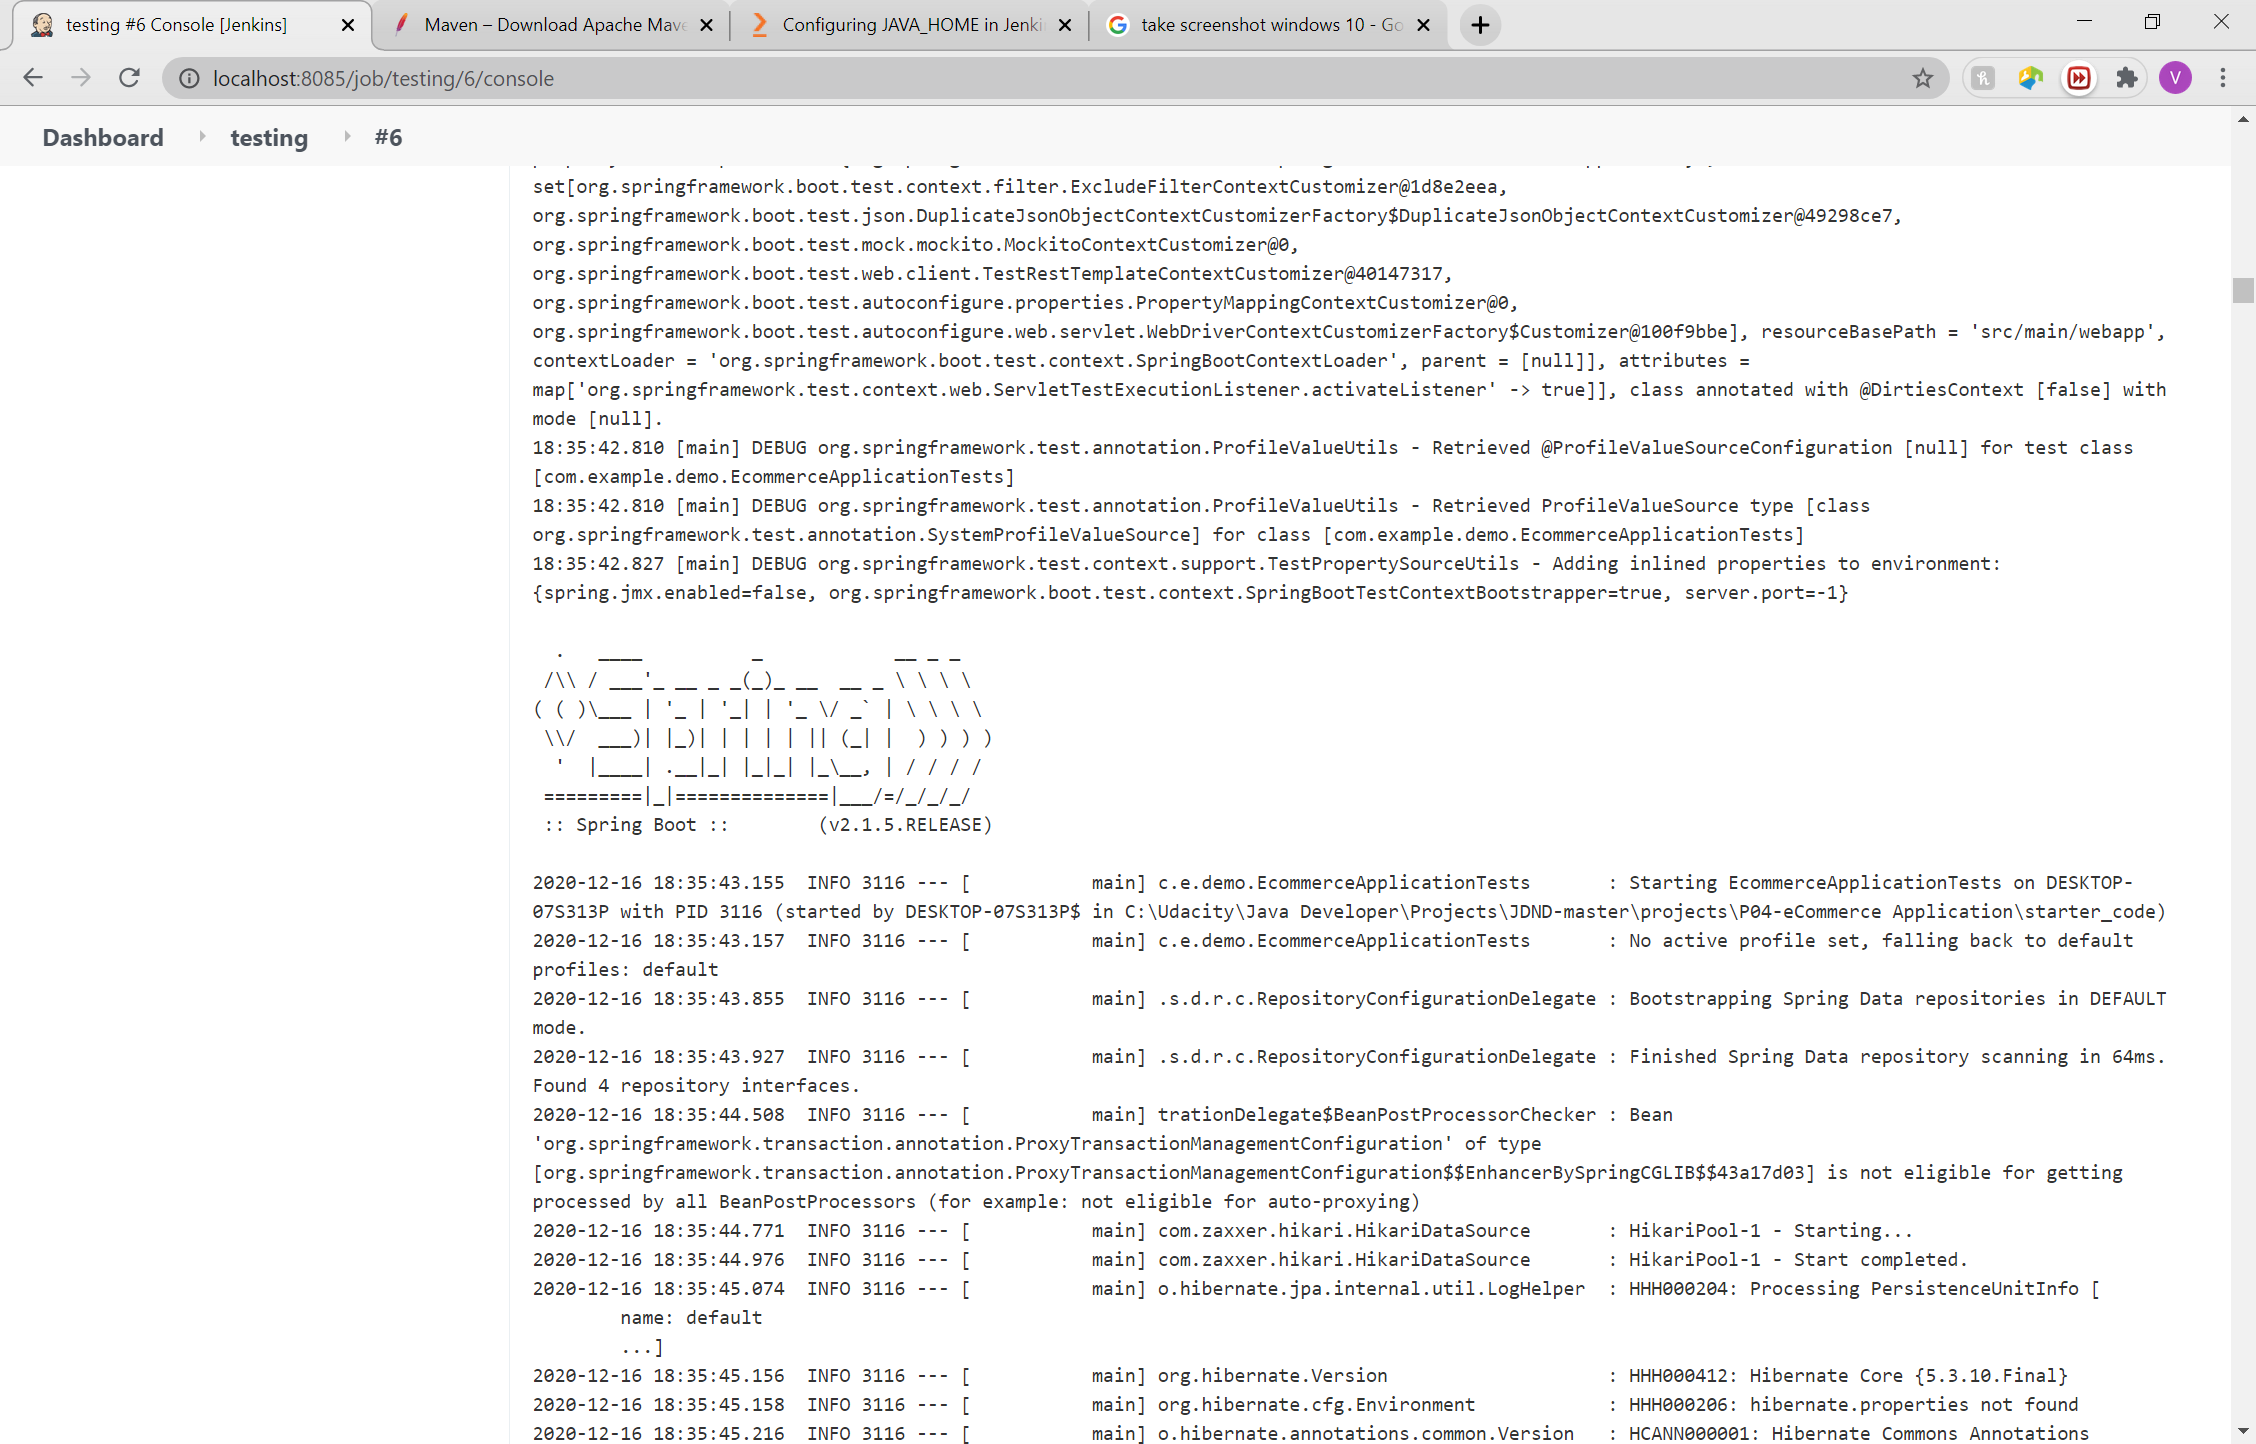 testing #6 Console [Jenkins]
Maven – Download Apache Mave
Configuring JAVA_HOME in Jenki
take screenshot windows 10 - Go
localhost:8085/job/testing/6/console
V
Dashboard testing #6
set[org.springframework.boot.test.context.filter.ExcludeFilterContextCustomizer@1d8e2eea,
org.springframework.boot.test.json.DuplicateJsonObjectContextCustomizerFactory$DuplicateJsonObjectContextCustomizer@49298ce7,
org.springframework.boot.test.mock.mockito.MockitoContextCustomizer@0,
org.springframework.boot.test.web.client.TestRestTemplateContextCustomizer@40147317,
org.springframework.boot.test.autoconfigure.properties.PropertyMappingContextCustomizer@0,
org.springframework.boot.test.autoconfigure.web.servlet.WebDriverContextCustomizerFactory$Customizer@100f9bbe], resourceBasePath = 'src/main/webapp',
contextLoader = 'org.springframework.boot.test.context.SpringBootContextLoader', parent = [null]], attributes =
map['org.springframework.test.context.web.ServletTestExecutionListener.activateListener' -> true]], class annotated with @DirtiesContext [false] with
mode [null].
18:35:42.810 [main] DEBUG org.springframework.test.annotation.ProfileValueUtils - Retrieved @ProfileValueSourceConfiguration [null] for test class
[com.example.demo.EcommerceApplicationTests]
18:35:42.810 [main] DEBUG org.springframework.test.annotation.ProfileValueUtils - Retrieved ProfileValueSource type [class
org.springframework.test.annotation.SystemProfileValueSource] for class [com.example.demo.EcommerceApplicationTests]
18:35:42.827 [main] DEBUG org.springframework.test.context.support.TestPropertySourceUtils - Adding inlined properties to environment:
{spring.jmx.enabled=false, org.springframework.boot.test.context.SpringBootTestContextBootstrapper=true, server.port=-1}
  .   ____          _            __ _ _
 /\\ / ___'_ __ _ _(_)_ __  __ _ \ \ \ \
( ( )\___ | '_ | '_| | '_ \/ _` | \ \ \ \
 \\/  ___)| |_)| | | | | || (_| |  ) ) ) )
  '  |____| .__|_| |_|_| |_\__, | / / / /
 =========|_|==============|___/=/_/_/_/
 :: Spring Boot ::        (v2.1.5.RELEASE)
2020-12-16 18:35:43.155  INFO 3116 --- [           main] c.e.demo.EcommerceApplicationTests       : Starting EcommerceApplicationTests on DESKTOP-
07S313P with PID 3116 (started by DESKTOP-07S313P$ in C:\Udacity\Java Developer\Projects\JDND-master\projects\P04-eCommerce Application\starter_code)
2020-12-16 18:35:43.157  INFO 3116 --- [           main] c.e.demo.EcommerceApplicationTests       : No active profile set, falling back to default
profiles: default
2020-12-16 18:35:43.855  INFO 3116 --- [           main] .s.d.r.c.RepositoryConfigurationDelegate : Bootstrapping Spring Data repositories in DEFAULT
mode.
2020-12-16 18:35:43.927  INFO 3116 --- [           main] .s.d.r.c.RepositoryConfigurationDelegate : Finished Spring Data repository scanning in 64ms.
Found 4 repository interfaces.
2020-12-16 18:35:44.508  INFO 3116 --- [           main] trationDelegate$BeanPostProcessorChecker : Bean
'org.springframework.transaction.annotation.ProxyTransactionManagementConfiguration' of type
[org.springframework.transaction.annotation.ProxyTransactionManagementConfiguration$$EnhancerBySpringCGLIB$$43a17d03] is not eligible for getting
processed by all BeanPostProcessors (for example: not eligible for auto-proxying)
2020-12-16 18:35:44.771  INFO 3116 --- [           main] com.zaxxer.hikari.HikariDataSource       : HikariPool-1 - Starting...
2020-12-16 18:35:44.976  INFO 3116 --- [           main] com.zaxxer.hikari.HikariDataSource       : HikariPool-1 - Start completed.
2020-12-16 18:35:45.074  INFO 3116 --- [           main] o.hibernate.jpa.internal.util.LogHelper  : HHH000204: Processing PersistenceUnitInfo [
	name: default
	...]
2020-12-16 18:35:45.156  INFO 3116 --- [           main] org.hibernate.Version                    : HHH000412: Hibernate Core {5.3.10.Final}
2020-12-16 18:35:45.158  INFO 3116 --- [           main] org.hibernate.cfg.Environment            : HHH000206: hibernate.properties not found
2020-12-16 18:35:45.216  INFO 3116 --- [           main] o.hibernate.annotations.common.Version   : HCANN000001: Hibernate Commons Annotations